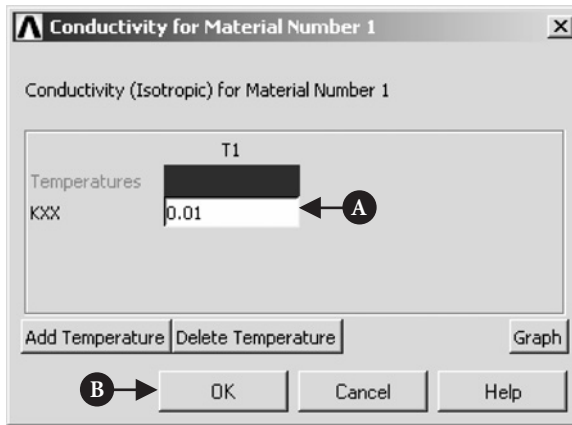 Conductivity for Material Number 1
Conductivity (Isotropic) for Material Number 1
T1
Temperatures
KXX 0.01 A
Add Temperature Delete Temperature Graph
B OK Cancel Help